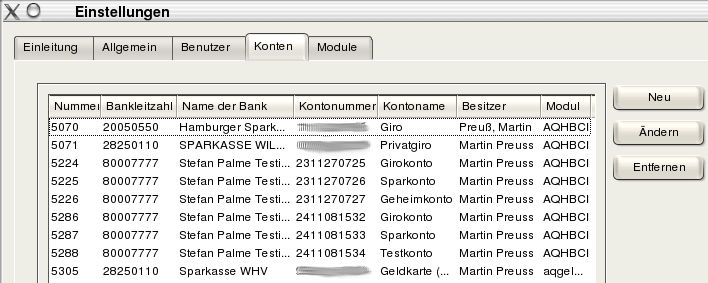 Einstellungen
Einleitung Allgemein Benutzer Konten Module
Nummer Bankleitzahl Name der Bank Kontonummer Kontoname Besitzer Modul
5070 20050550 Hamburger Spark... Giro Preuß, Martin AQHBCI
5071 28250110 SPARKASSE WIL... Privatgiro Martin Preuss AQHBCI
5224 80007777 Stefan Palme Testi... 2311270725 Girokonto Martin Preuss AQHBCI
5225 80007777 Stefan Palme Testi... 2311270726 Sparkonto Martin Preuss AQHBCI
5226 80007777 Stefan Palme Testi... 2311270727 Geheimkonto Martin Preuss AQHBCI
5286 80007777 Stefan Palme Testi... 2411081532 Girokonto Martin Preuss AQHBCI
5287 80007777 Stefan Palme Testi... 2411081533 Sparkonto Martin Preuss AQHBCI
5288 80007777 Stefan Palme Testi... 2411081534 Testkonto Martin Preuss AQHBCI
5305 28250110 Sparkasse WHV Geldkarte (... Martin Preuss aqgel...
Neu
Ändern
Entfernen